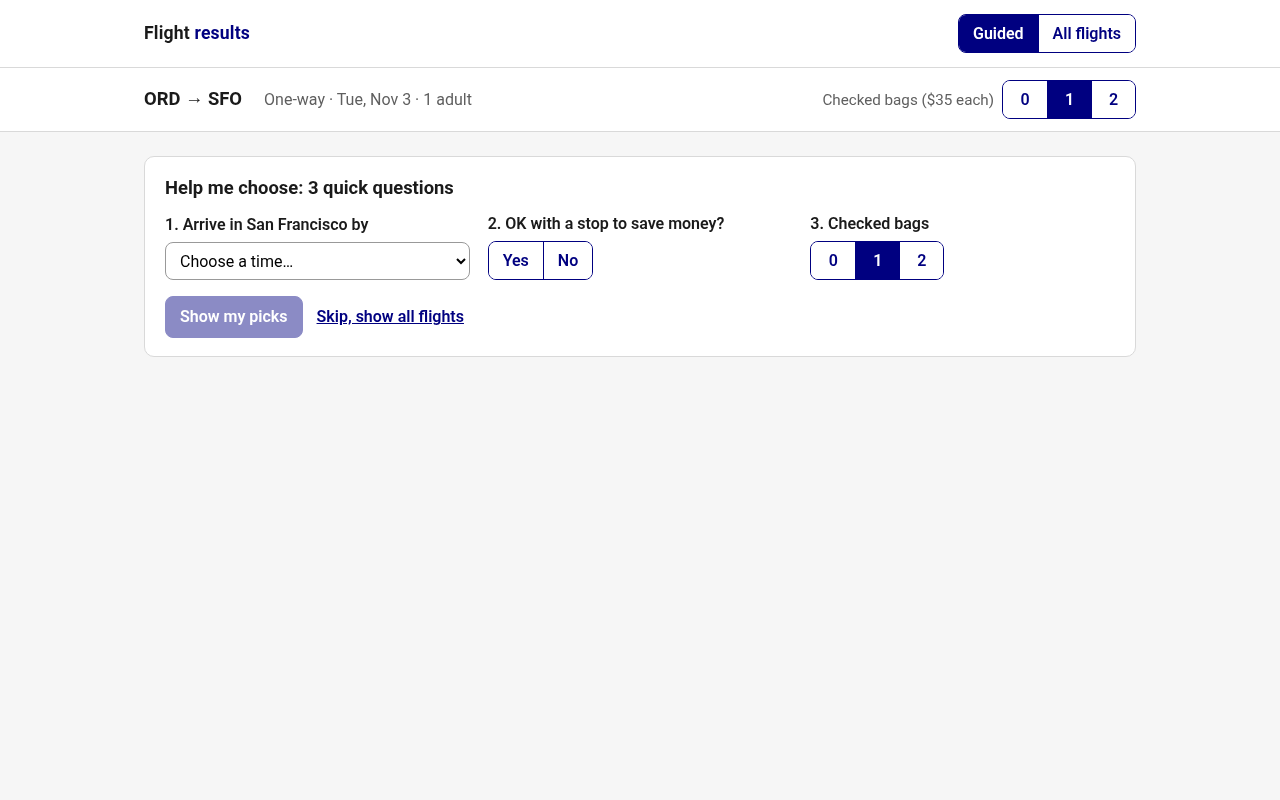 Flight results
Guided
All flights
ORD → SFO
One-way · Tue, Nov 3 · 1 adult
Checked bags ($35 each)
0
1
2
Help me choose: 3 quick questions
1. Arrive in San Francisco by
Choose a time…
2. OK with a stop to save money?
Yes
No
3. Checked bags
0
1
2
Show my picks
Skip, show all flights